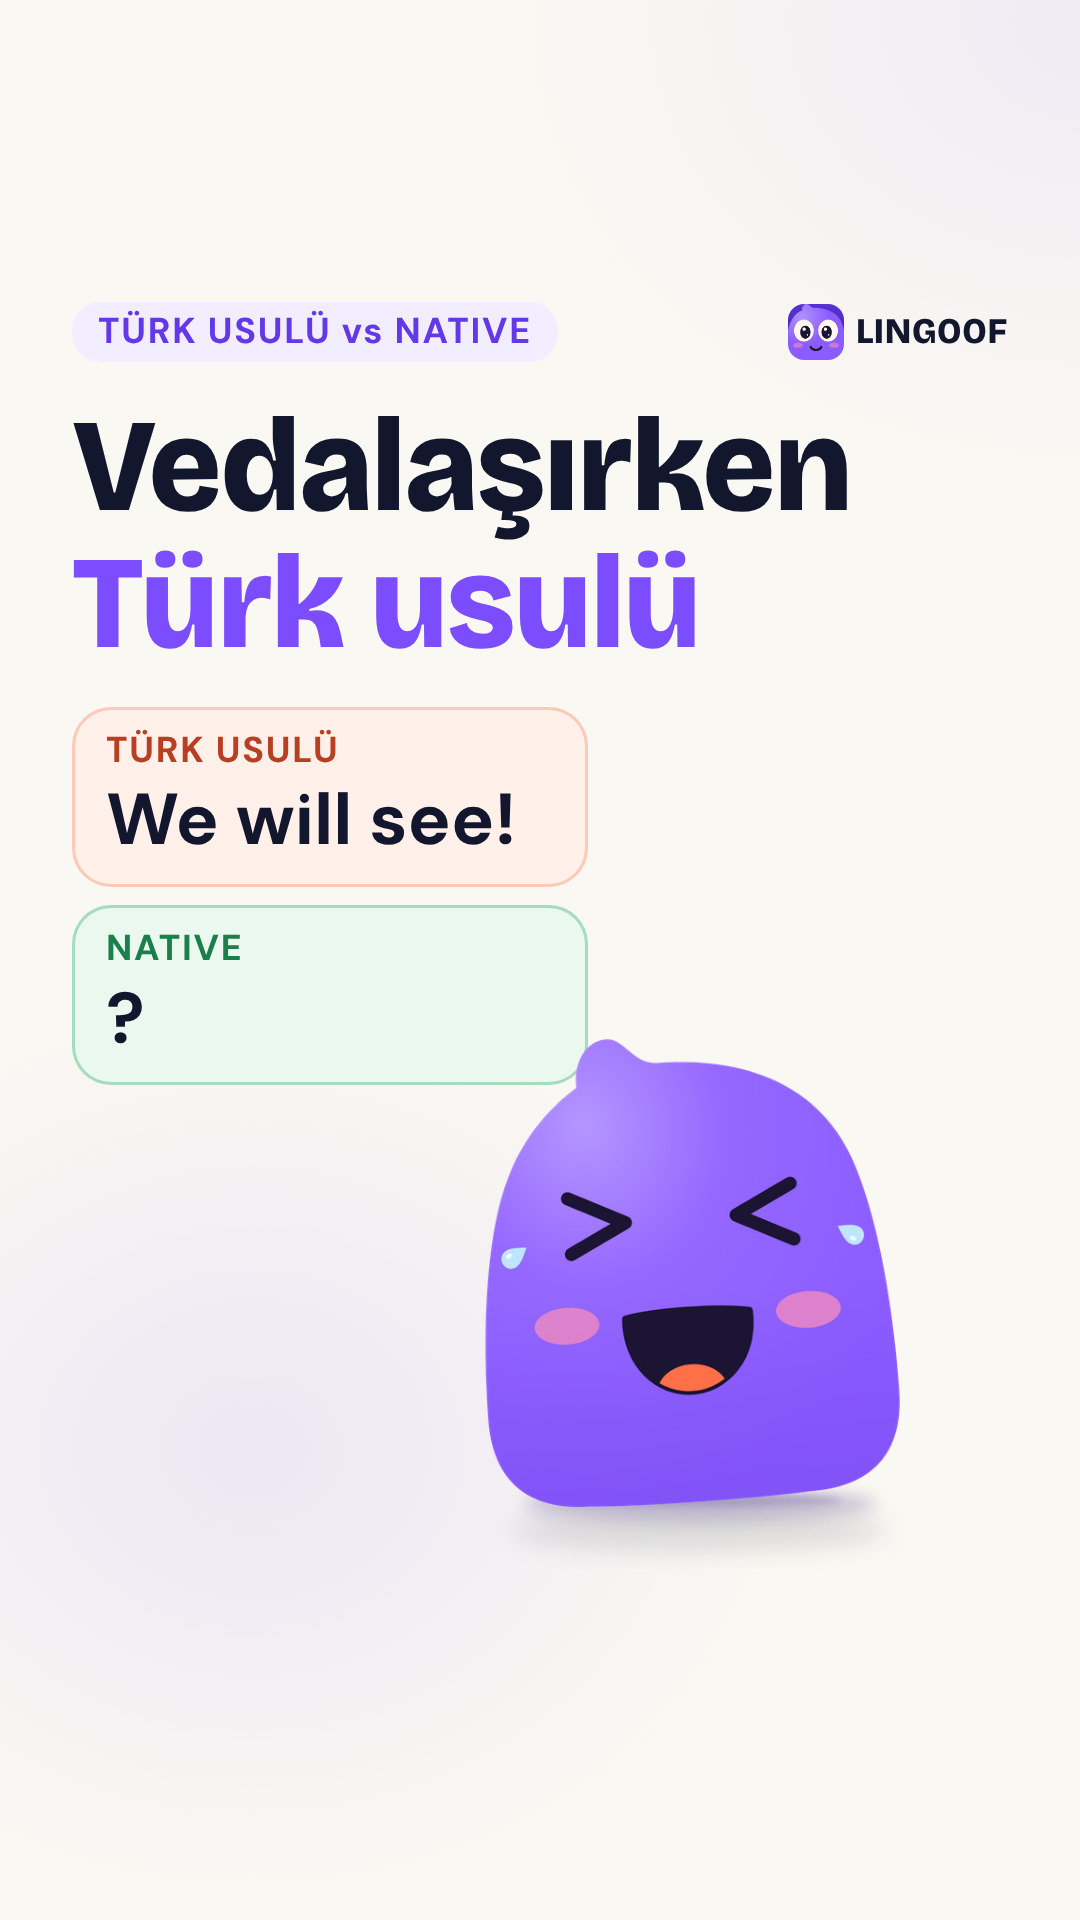 TÜRK USULÜ vs NATIVE
LINGOOF
Vedalaşırken
Türk usulü
TÜRK USULÜ
We will see!
NATIVE
?